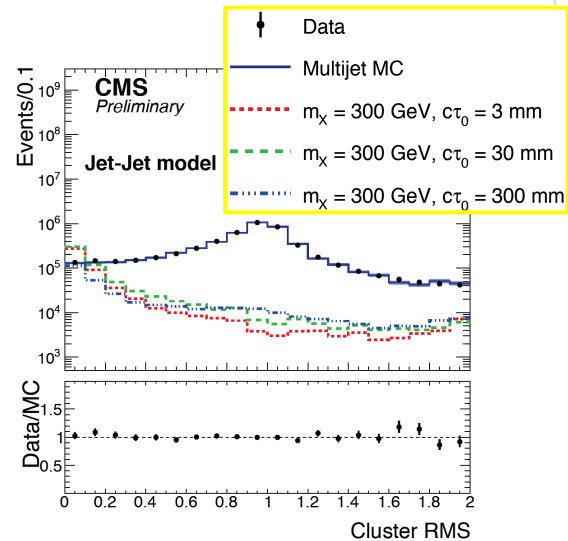 Data
Multijet MC
m_X = 300 GeV, cτ_0 = 3 mm
m_X = 300 GeV, cτ_0 = 30 mm
m_X = 300 GeV, cτ_0 = 300 mm
CMS
Preliminary
Jet-Jet model
Events/0.1
10^9
10^8
10^7
10^6
10^5
10^4
10^3
Data/MC
1.5
1
0.5
0 0.2 0.4 0.6 0.8 1 1.2 1.4 1.6 1.8 2
Cluster RMS